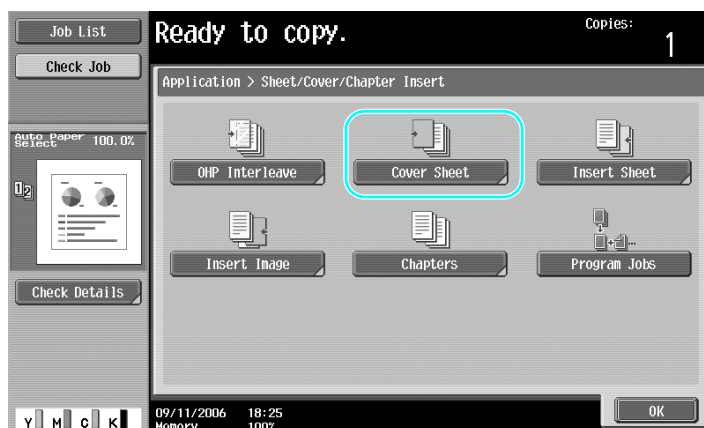 Job List
Ready to copy.
Copies:
1
Check Job
Application > Sheet/Cover/Chapter Insert
Auto Paper
Select
100.0%
1 2
OHP Interleave
Cover Sheet
Insert Sheet
Insert Image
Chapters
Program Jobs
Check Details
OK
Y M C K
09/11/2006 18:25
Memory 100%